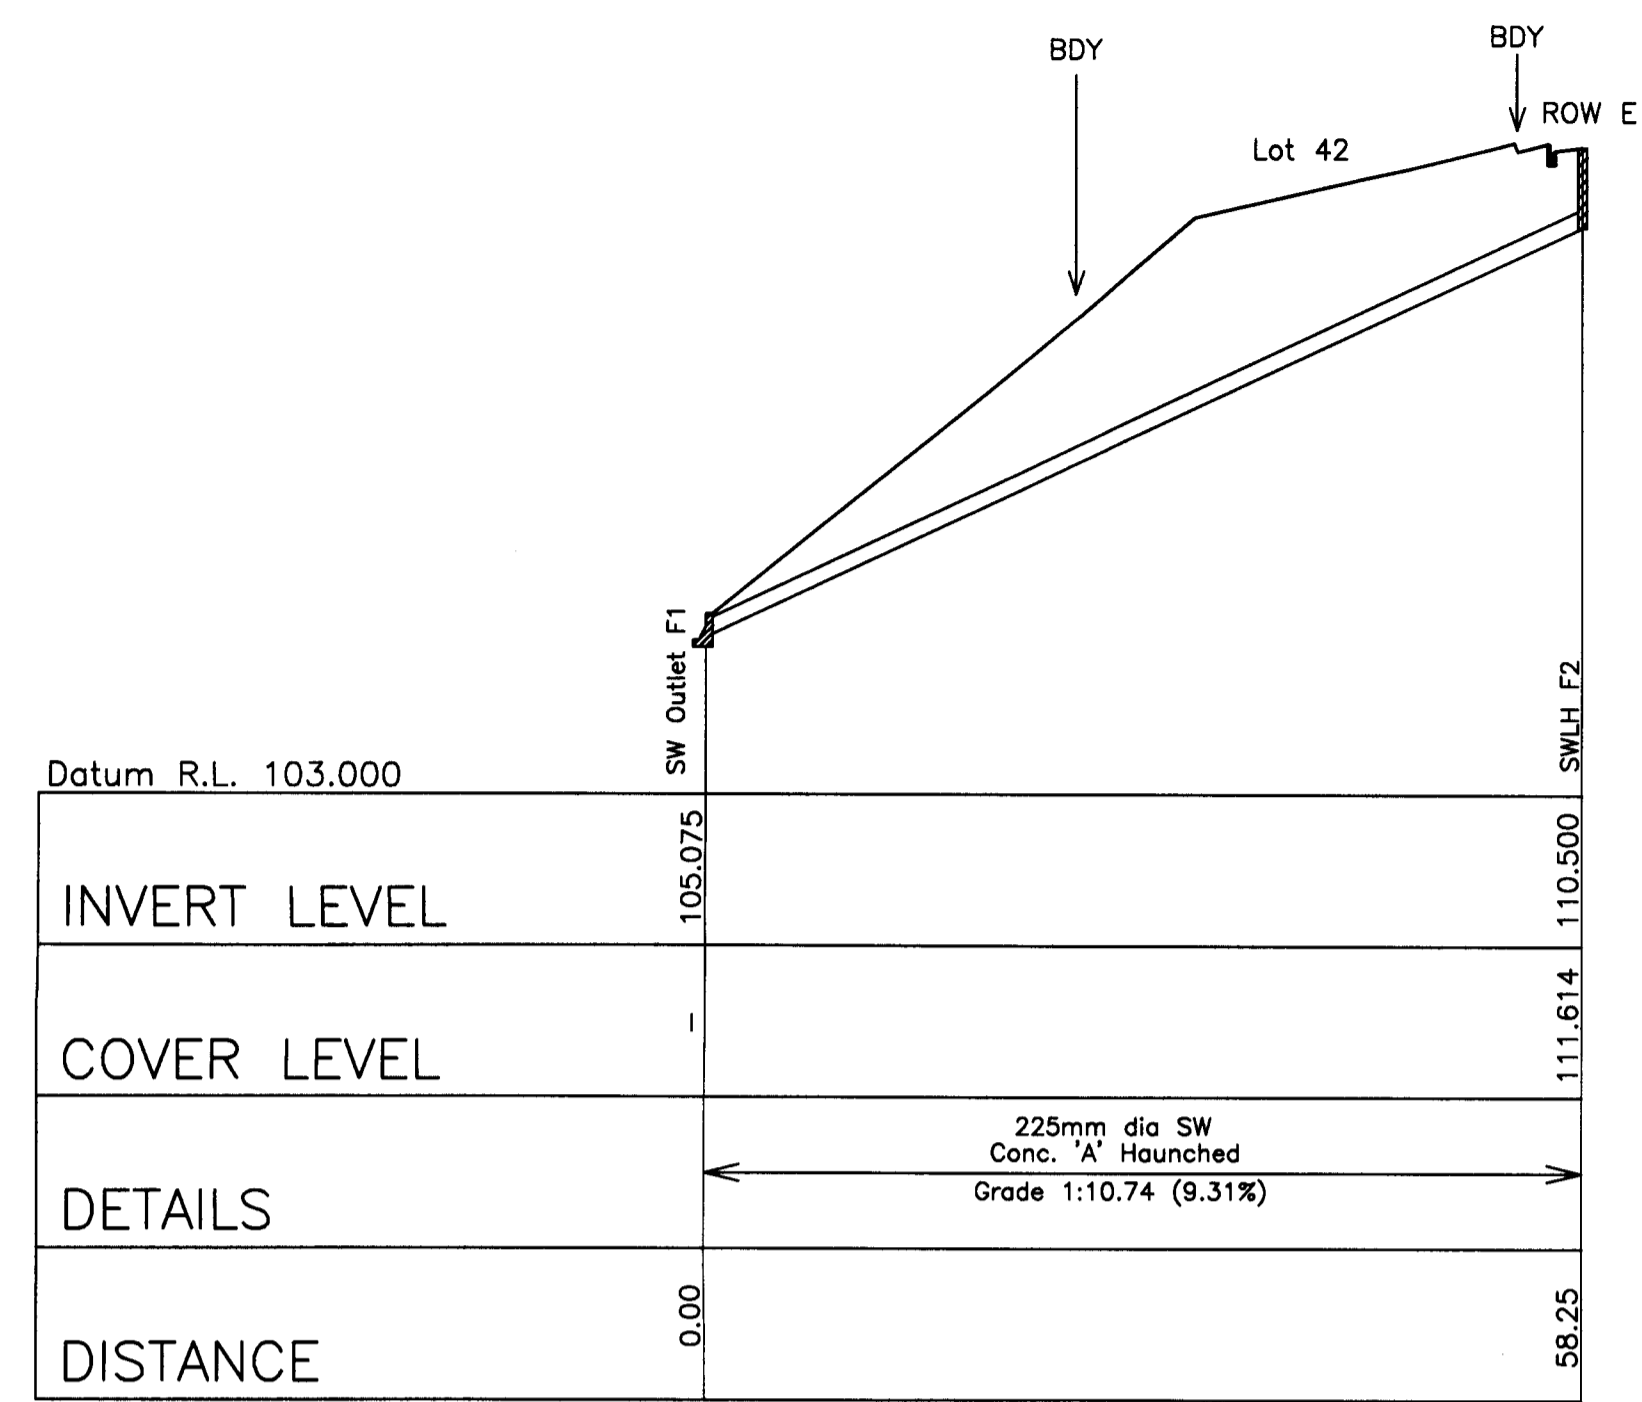 BDY
BDY
ROW E
Lot 42
SW Outlet F1
SWLH F2
Datum R.L. 103.000
INVERT LEVEL
105.075
110.500
COVER LEVEL
-
111.614
DETAILS
225mm dia SW
Conc. 'A' Haunched
Grade 1:10.74 (9.31%)
DISTANCE
0.00
58.25